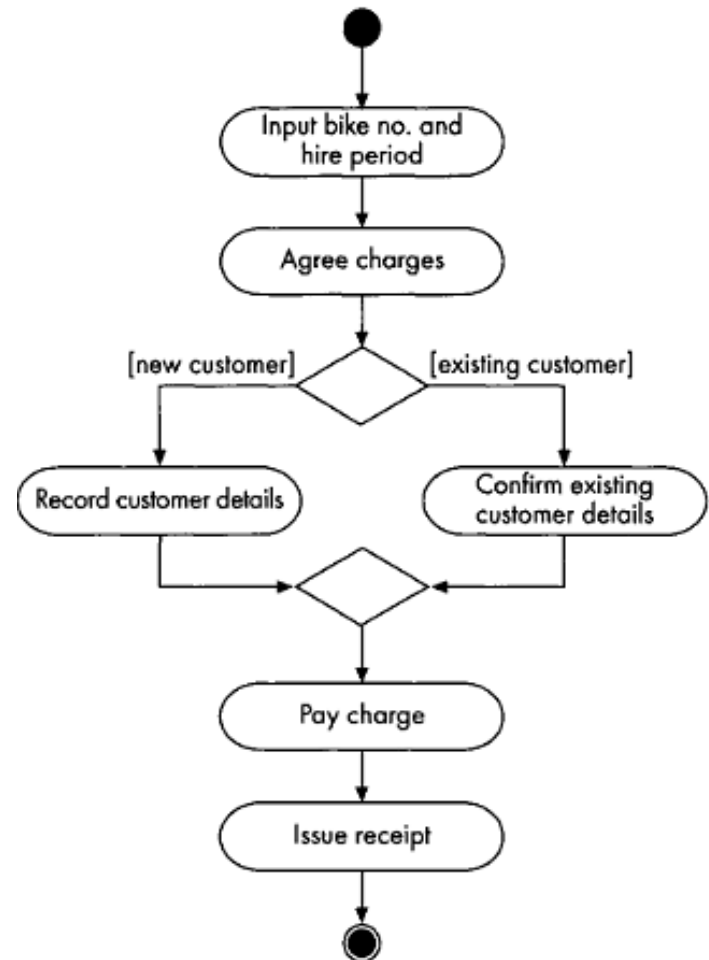 Input bike no. and
hire period
Agree charges
[new customer]
[existing customer]
Record customer details
Confirm existing
customer details
Pay charge
Issue receipt